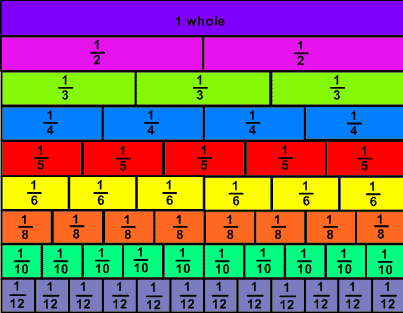 1 whole
1/2 1/2
1/3 1/3 1/3
1/4 1/4 1/4 1/4
1/5 1/5 1/5 1/5 1/5
1/6 1/6 1/6 1/6 1/6 1/6
1/8 1/8 1/8 1/8 1/8 1/8 1/8 1/8
1/10 1/10 1/10 1/10 1/10 1/10 1/10 1/10 1/10 1/10
1/12 1/12 1/12 1/12 1/12 1/12 1/12 1/12 1/12 1/12 1/12 1/12